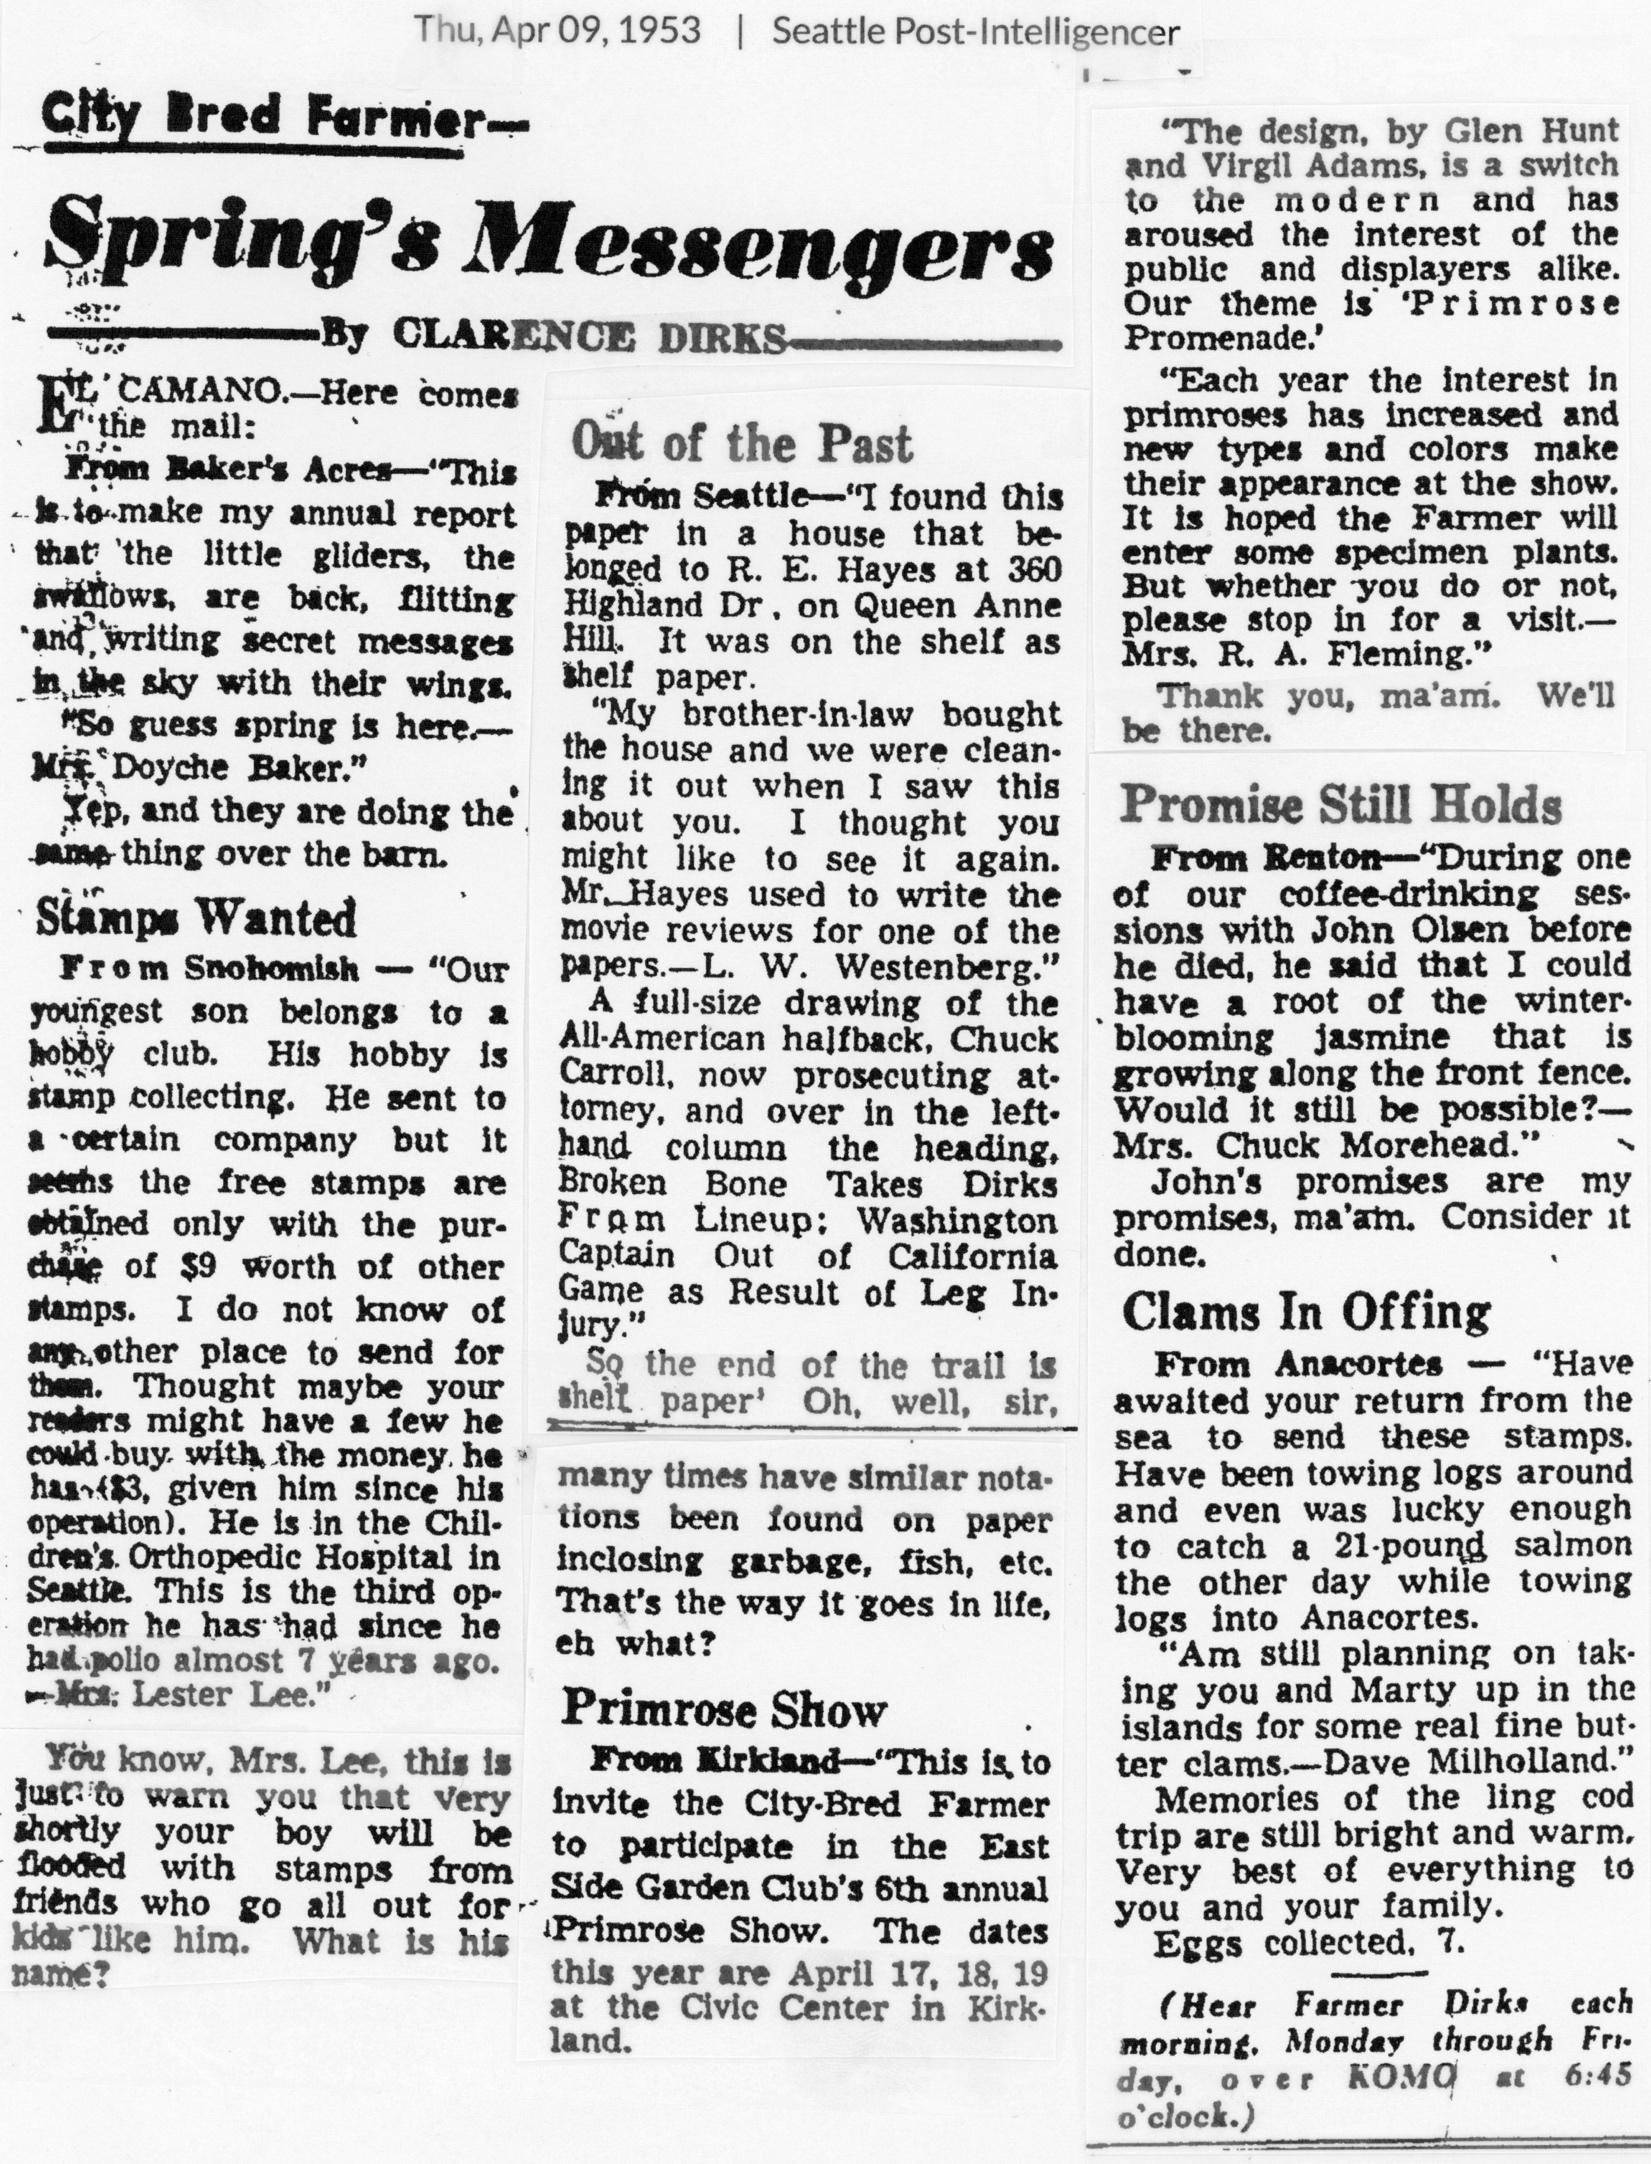 Thu, Apr 09, 1953 | Seattle Post-Intelligencer
City Bred Farmer—
Spring's Messengers
By CLARENCE DIRKS
EL CAMANO.—Here comes
the mail:
From Baker's Acres—"This
is to make my annual report
that the little gliders, the
swallows, are back, flitting
and writing secret messages
in the sky with their wings.
"So guess spring is here.—
Mrs. Doyche Baker."
Yep, and they are doing the
same thing over the barn.
Stamps Wanted
From Snohomish — "Our
youngest son belongs to a
hobby club. His hobby is
stamp collecting. He sent to
a certain company but it
seems the free stamps are
obtained only with the pur-
chase of $9 worth of other
stamps. I do not know of
any other place to send for
them. Thought maybe your
readers might have a few he
could buy with the money he
has ($3, given him since his
operation). He is in the Chil-
dren's Orthopedic Hospital in
Seattle. This is the third op-
eration he has had since he
had polio almost 7 years ago.
—Mrs. Lester Lee."
You know, Mrs. Lee, this is
just to warn you that very
shortly your boy will be
flooded with stamps from
friends who go all out for
kids like him. What is his
name?
Out of the Past
From Seattle—"I found this
paper in a house that be-
longed to R. E. Hayes at 360
Highland Dr., on Queen Anne
Hill. It was on the shelf as
shelf paper.
"My brother-in-law bought
the house and we were clean-
ing it out when I saw this
about you. I thought you
might like to see it again.
Mr. Hayes used to write the
movie reviews for one of the
papers.—L. W. Westenberg."
A full-size drawing of the
All-American halfback, Chuck
Carroll, now prosecuting at-
torney, and over in the left-
hand column the heading,
Broken Bone Takes Dirks
From Lineup; Washington
Captain Out of California
Game as Result of Leg In-
jury."
So the end of the trail is
shelf paper! Oh, well, sir,
many times have similar nota-
tions been found on paper
inclosing garbage, fish, etc.
That's the way it goes in life,
eh what?
Primrose Show
From Kirkland—"This is to
invite the City-Bred Farmer
to participate in the East
Side Garden Club's 6th annual
Primrose Show. The dates
this year are April 17, 18, 19
at the Civic Center in Kirk-
land.
"The design, by Glen Hunt
and Virgil Adams, is a switch
to the modern and has
aroused the interest of the
public and displayers alike.
Our theme is 'Primrose
Promenade.'
"Each year the interest in
primroses has increased and
new types and colors make
their appearance at the show.
It is hoped the Farmer will
enter some specimen plants.
But whether you do or not,
please stop in for a visit.—
Mrs. R. A. Fleming."
Thank you, ma'am. We'll
be there.
Promise Still Holds
From Renton—"During one
of our coffee-drinking ses-
sions with John Olsen before
he died, he said that I could
have a root of the winter-
blooming jasmine that is
growing along the front fence.
Would it still be possible?—
Mrs. Chuck Morehead."
John's promises are my
promises, ma'am. Consider it
done.
Clams In Offing
From Anacortes — "Have
awaited your return from the
sea to send these stamps.
Have been towing logs around
and even was lucky enough
to catch a 21-pound salmon
the other day while towing
logs into Anacortes.
"Am still planning on tak-
ing you and Marty up in the
islands for some real fine but-
ter clams.—Dave Milholland."
Memories of the ling cod
trip are still bright and warm.
Very best of everything to
you and your family.
Eggs collected, 7.
(Hear Farmer Dirks each
morning, Monday through Fri-
day, over KOMO at 6:45
o'clock.)